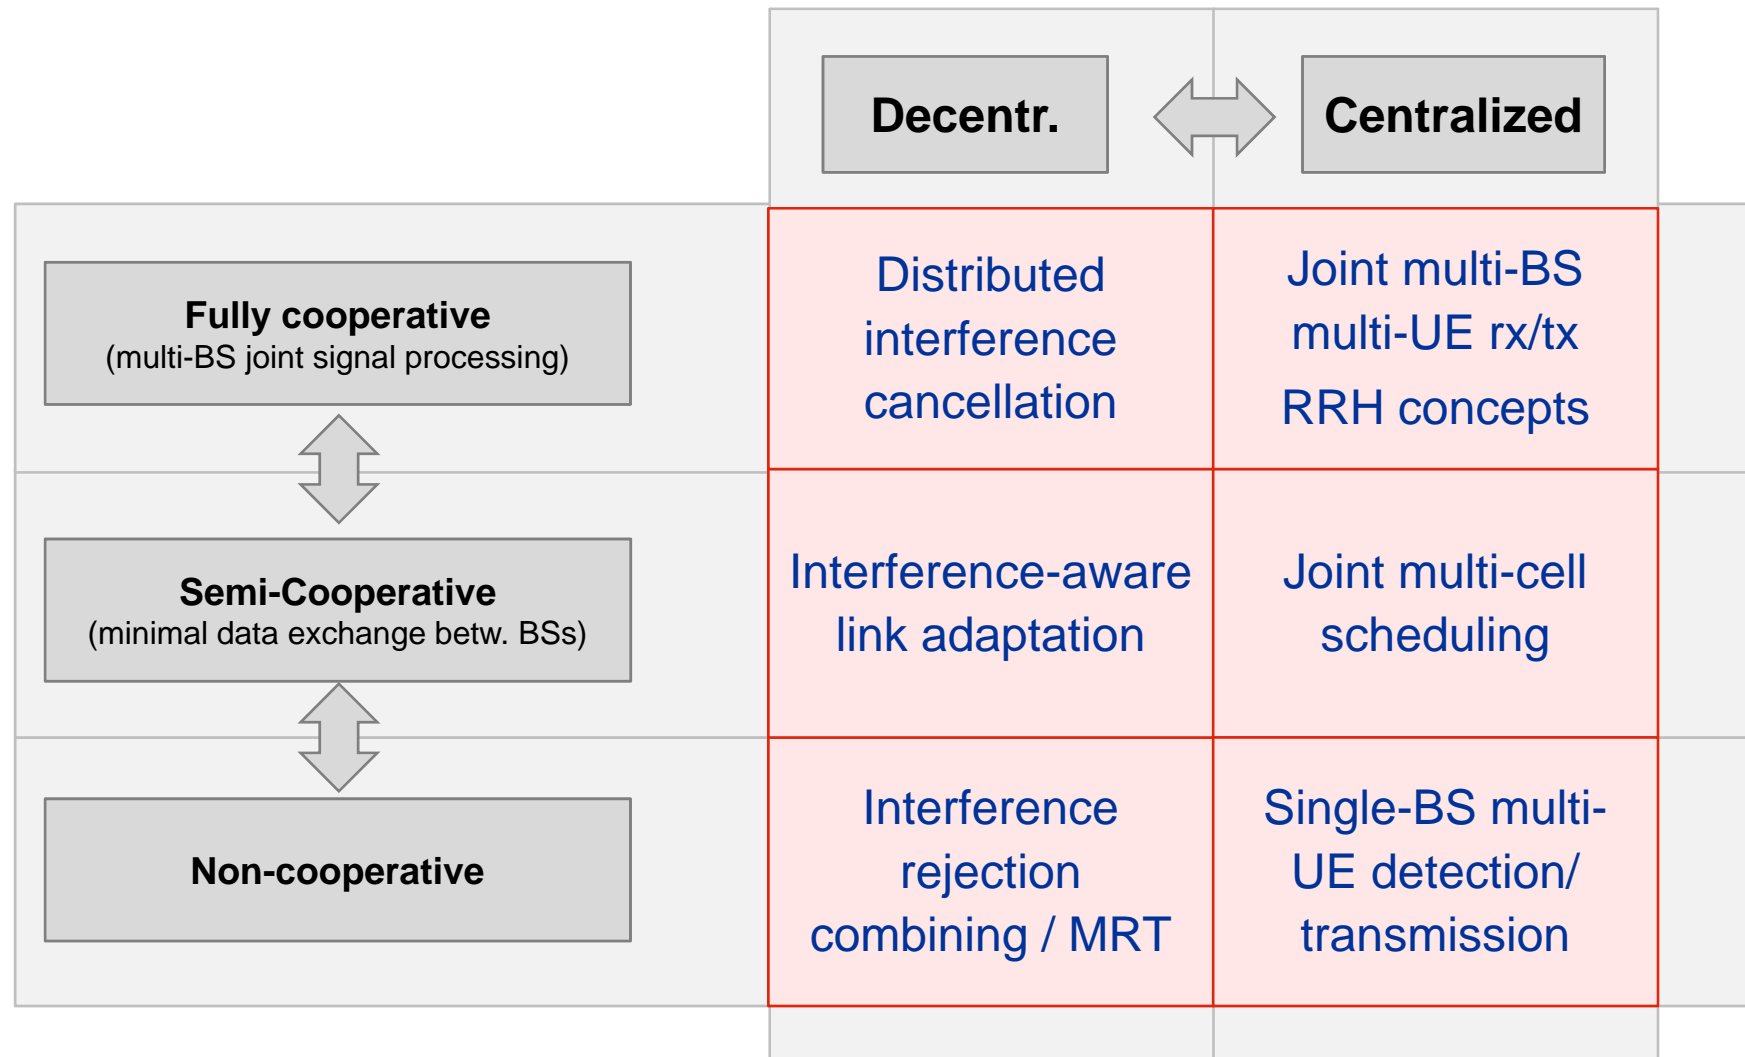 Decentr.
Centralized
Fully cooperative
(multi-BS joint signal processing)
Distributed
interference
cancellation
Joint multi-BS
multi-UE rx/tx
RRH concepts
Semi-Cooperative
(minimal data exchange betw. BSs)
Interference-aware
link adaptation
Joint multi-cell
scheduling
Non-cooperative
Interference
rejection
combining / MRT
Single-BS multi-
UE detection/
transmission